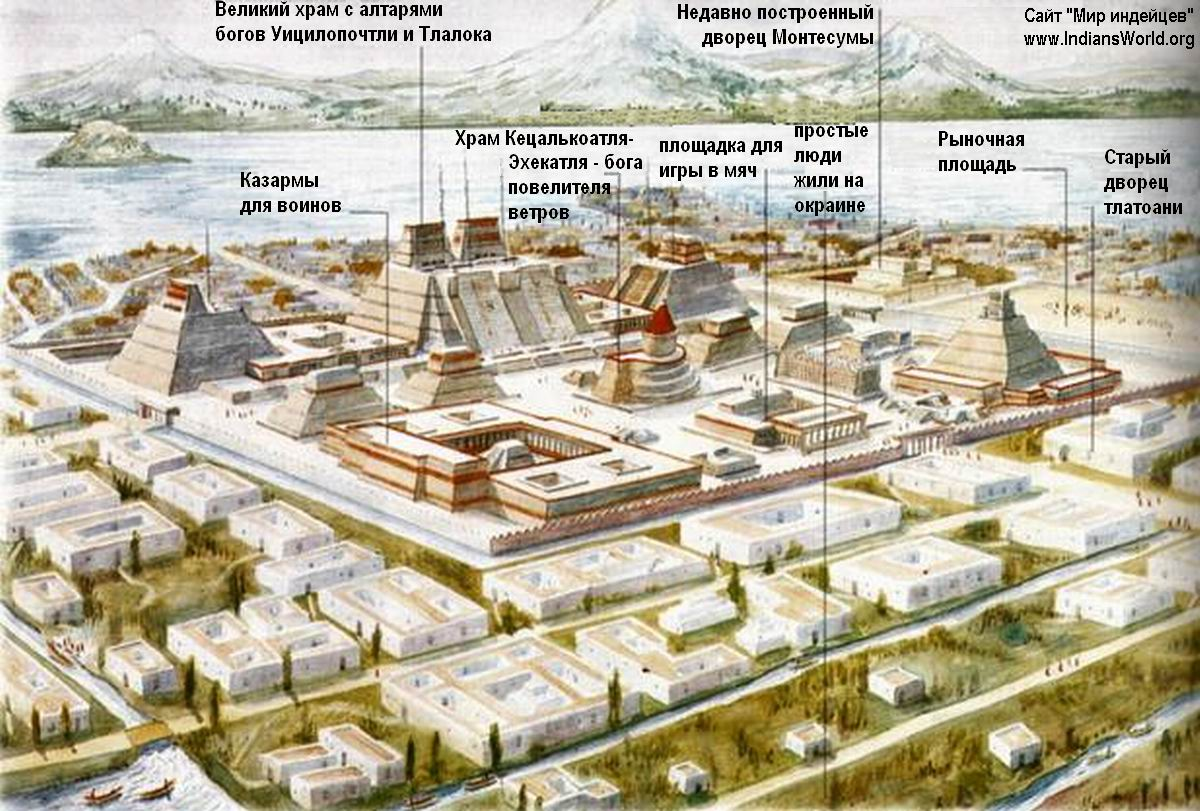 Великий храм с алтарями
богов Уицилопочтли и Тлалока
Недавно построенный
дворец Монтесумы
Сайт "Мир индейцев"
www.IndiansWorld.org
Казармы
для воинов
Храм Кецалькоатля-
Эхекатля - бога
повелителя
ветров
площадка для
игры в мяч
простые
люди
жили на
окраине
Рыночная
площадь
Старый
дворец
тлатоани